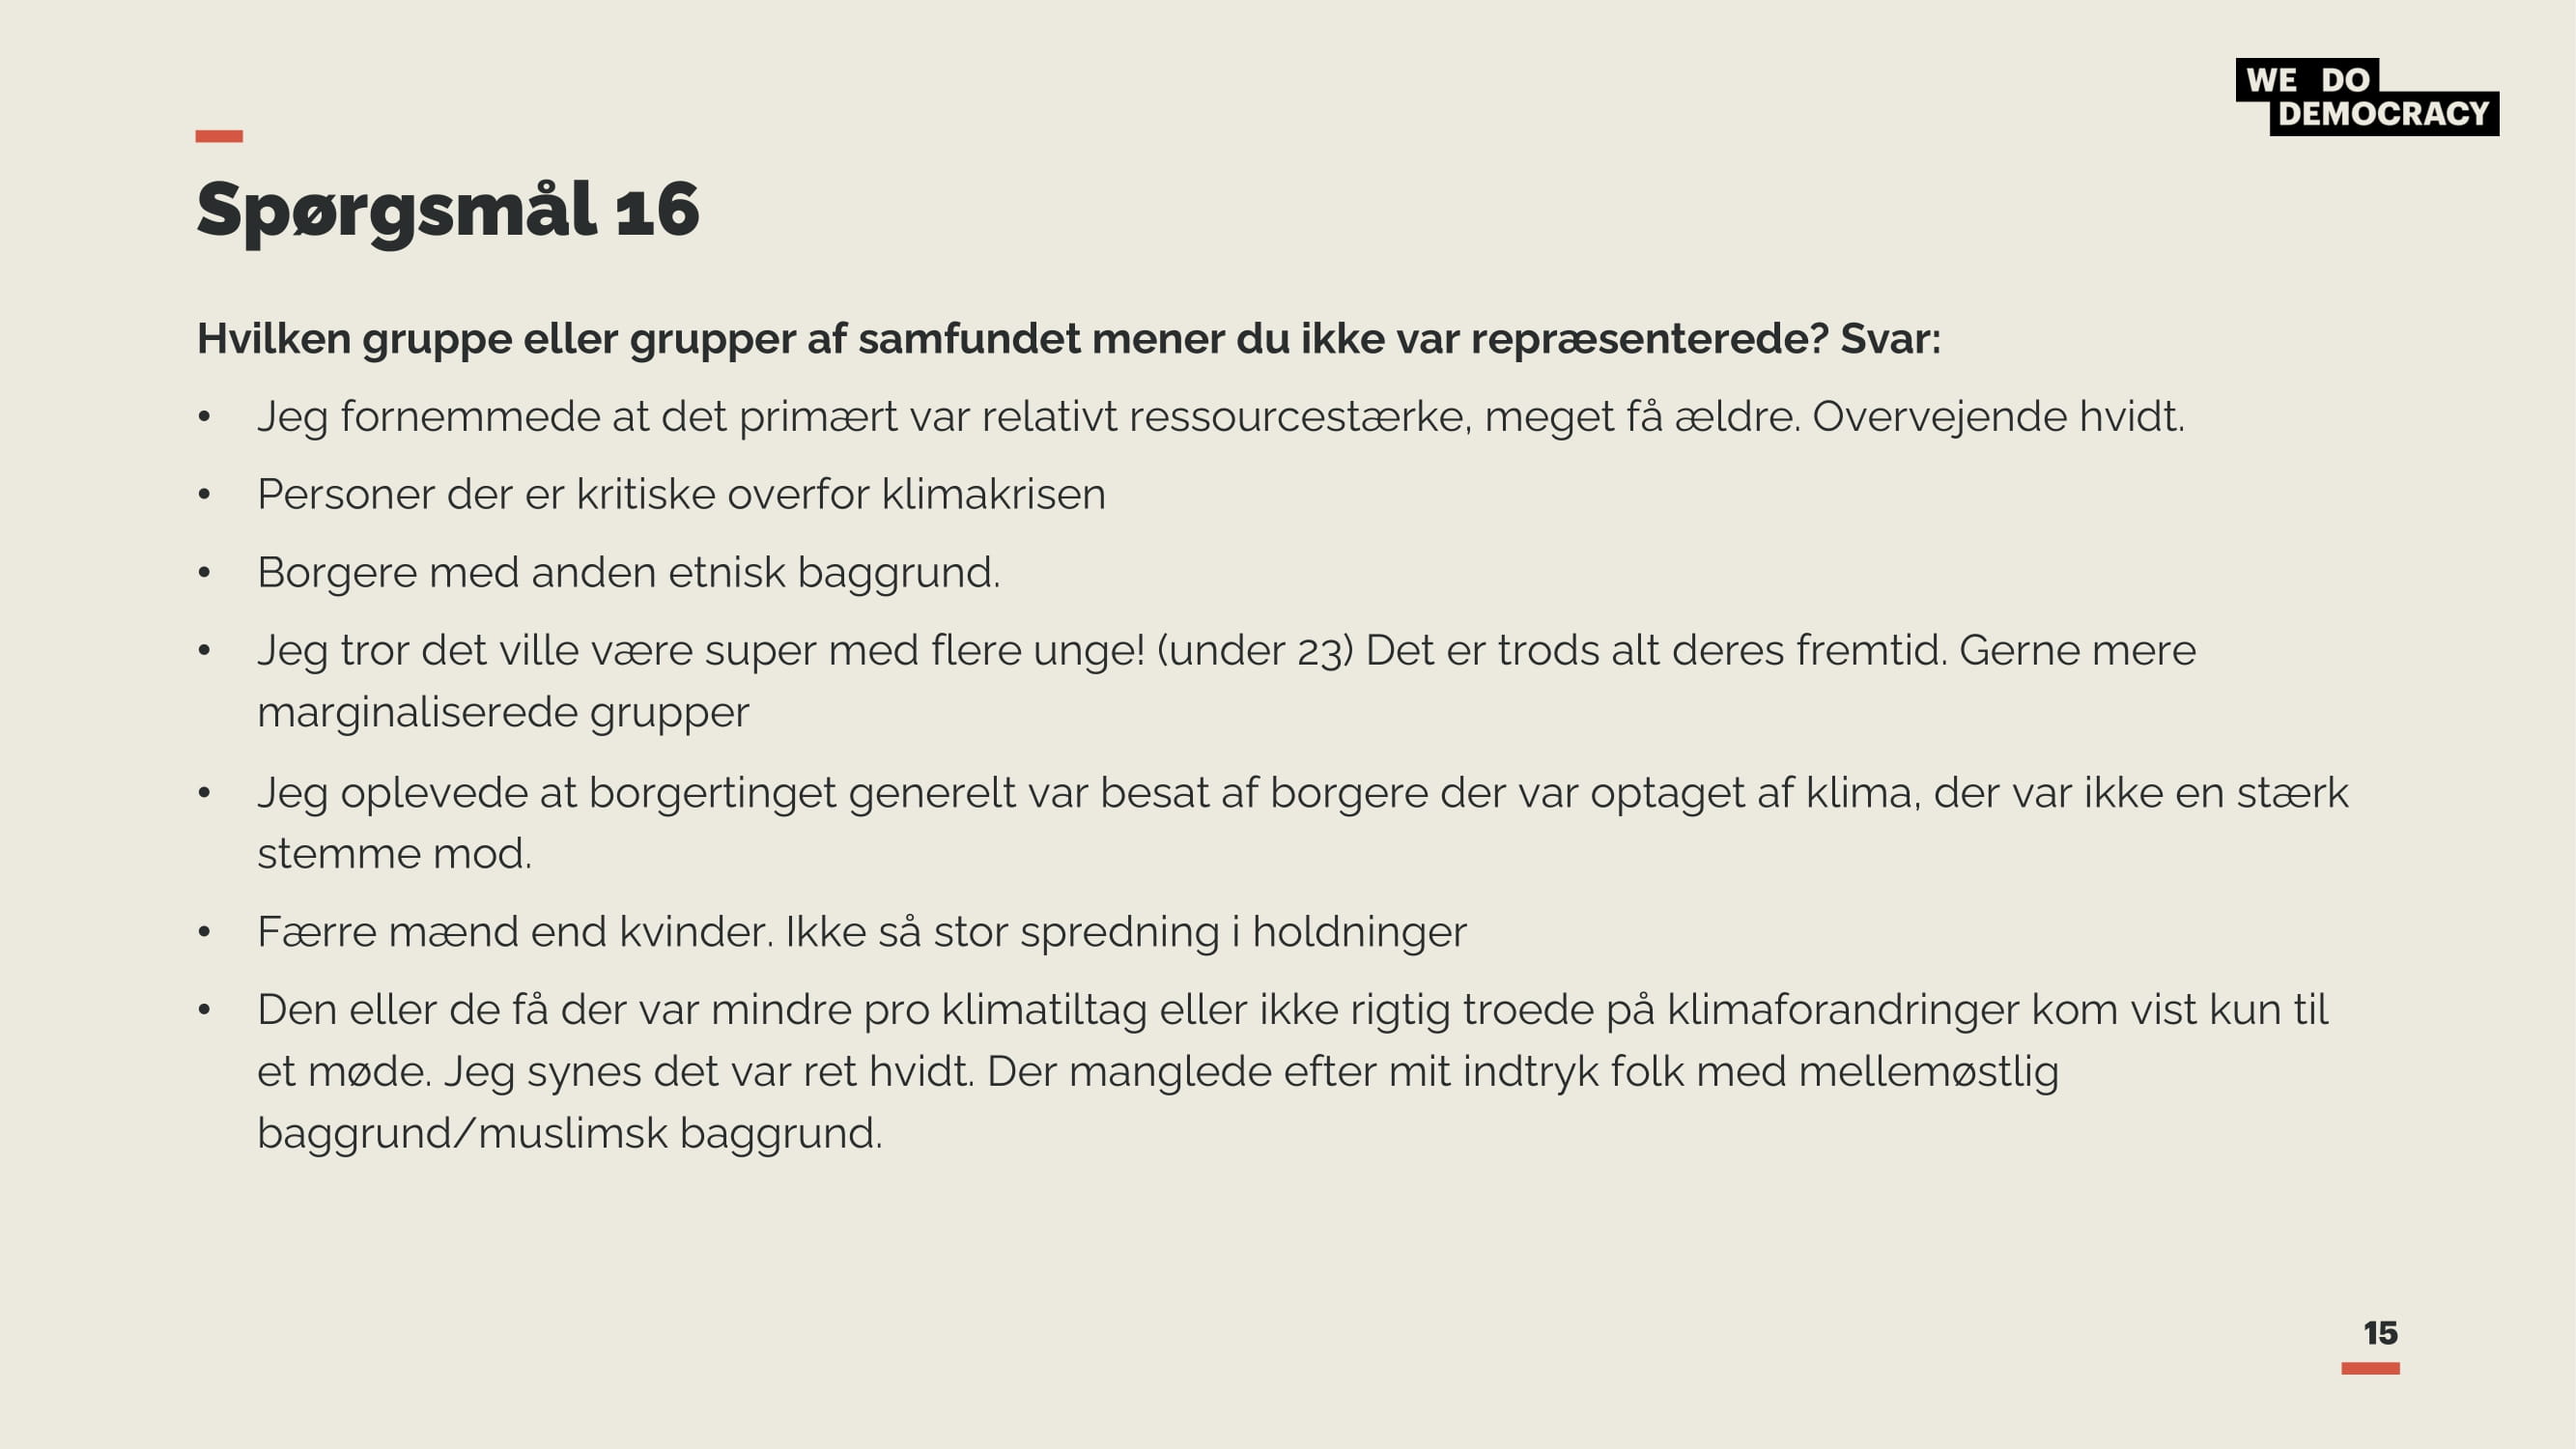 WE DO
DEMOCRACY
Spørgsmål 16
Hvilken gruppe eller grupper af samfundet mener du ikke var repræsenterede? Svar:
• Jeg fornemmede at det primært var relativt ressourcestærke, meget få ældre. Overvejende hvidt.
• Personer der er kritiske overfor klimakrisen
• Borgere med anden etnisk baggrund.
• Jeg tror det ville være super med flere unge! (under 23) Det er trods alt deres fremtid. Gerne mere
marginaliserede grupper
• Jeg oplevede at borgertinget generelt var besat af borgere der var optaget af klima, der var ikke en stærk
stemme mod.
• Færre mænd end kvinder. Ikke så stor spredning i holdninger
• Den eller de få der var mindre pro klimatiltag eller ikke rigtig troede på klimaforandringer kom vist kun til
et møde. Jeg synes det var ret hvidt. Der manglede efter mit indtryk folk med mellemøstlig
baggrund/muslimsk baggrund.
15